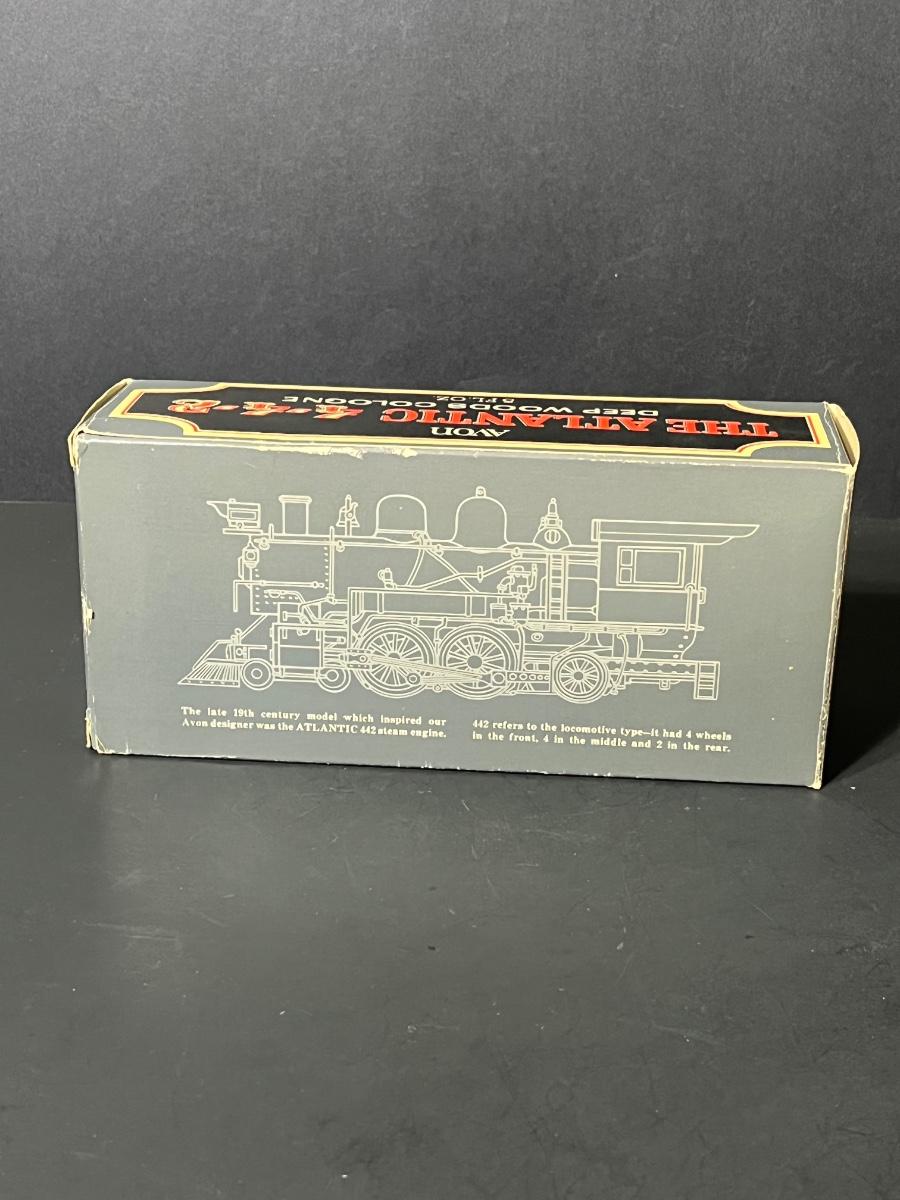 AVON
THE ATLANTIC 4-4-2
DEEP WOODS COLOGNE
5 FL. OZ.
The late 19th century model which inspired our
Avon designer was the ATLANTIC 442 steam engine.
442 refers to the locomotive type—it had 4 wheels
in the front, 4 in the middle and 2 in the rear.